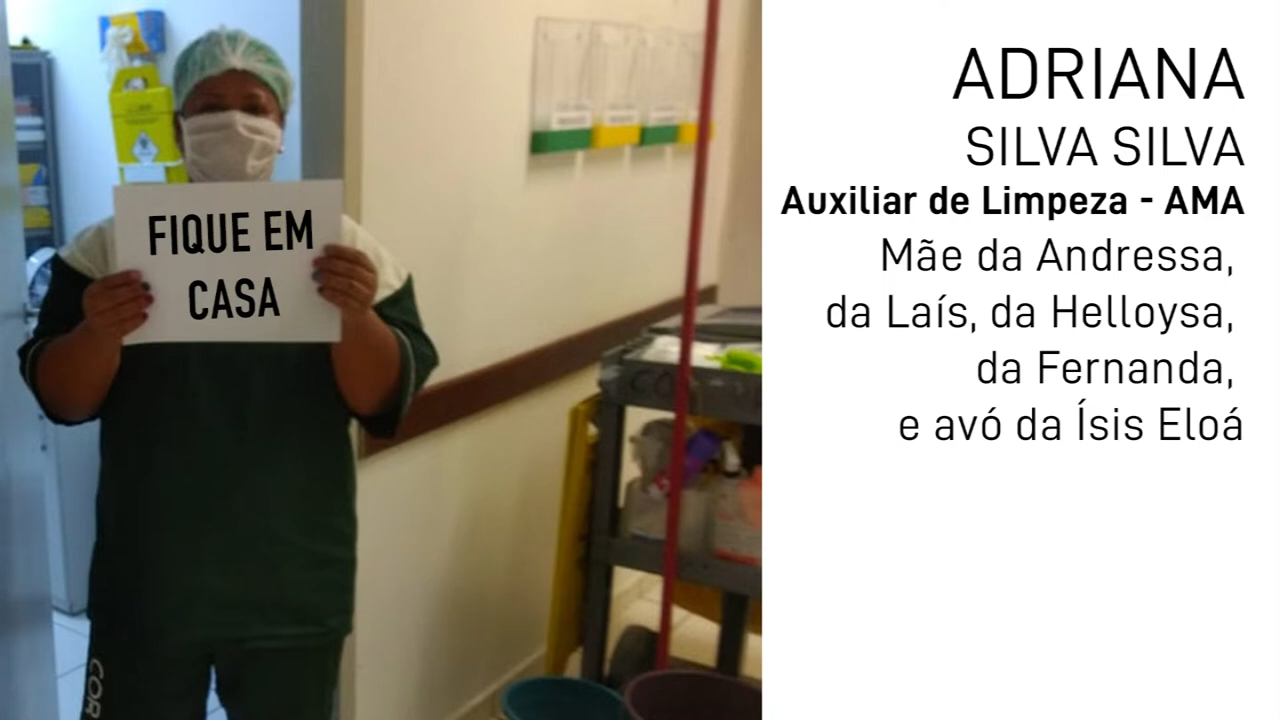 FIQUE EM
CASA
COR
ADRIANA
SILVA SILVA
Auxiliar de Limpeza - AMA
Mãe da Andressa,
da Laís, da Helloysa,
da Fernanda,
e avó da Ísis Eloá